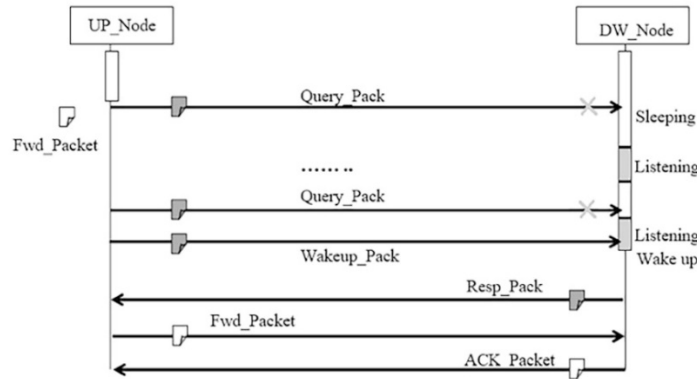 UP_Node
DW_Node
Query_Pack
Sleeping
Fwd_Packet
Listening
........
Query_Pack
Listening
Wakeup_Pack
Wake up
Resp_Pack
Fwd_Packet
ACK_Packet